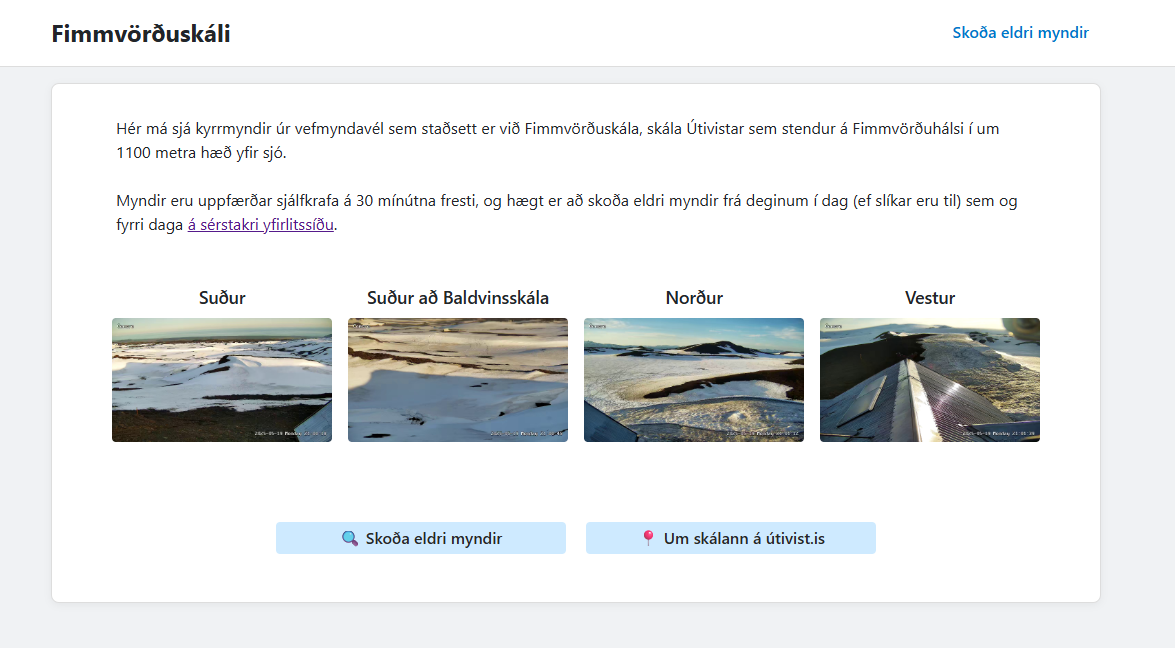 Fimmvörðuskáli
Skoða eldri myndir
Hér má sjá kyrrmyndir úr vefmyndavél sem staðsett er við Fimmvörðuskála, skála Útivistar sem stendur á Fimmvörðuhálsi í um
1100 metra hæð yfir sjó.
Myndir eru uppfærðar sjálfkrafa á 30 mínútna fresti, og hægt er að skoða eldri myndir frá deginum í dag (ef slíkar eru til) sem og
fyrri daga á sérstakri yfirlitssíðu.
Suður
Suður að Baldvinsskála
Norður
Vestur
Skoða eldri myndir
Um skálann á útivist.is